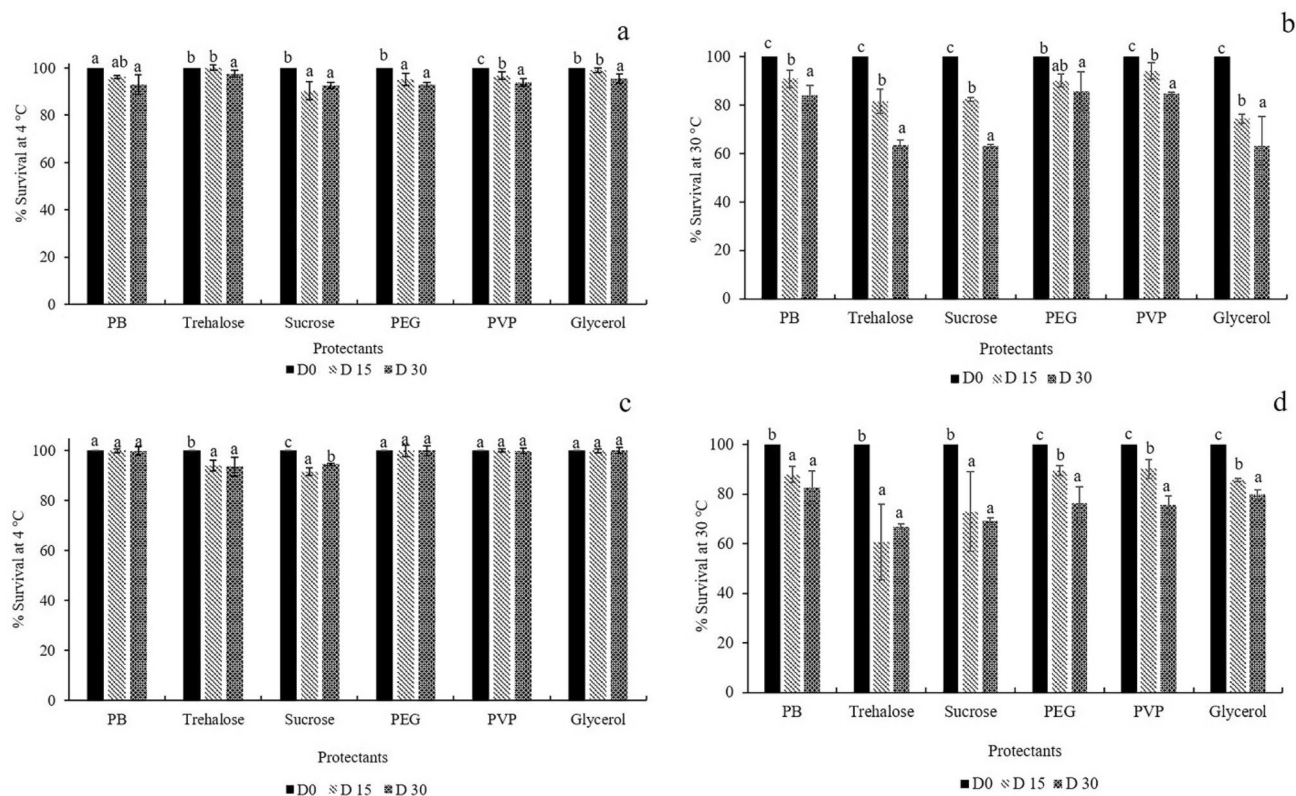 a
a ab a b b a b a a b a a c b a b b a
100
80
60
40
20
0
% Survival at 4 °C
PB Trehalose Sucrose PEG PVP Glycerol
Protectants
D0 D 15 D 30
b
c b a c b a c b a b ab a c b a c b a
100
80
60
40
20
0
% Survival at 30 °C
PB Trehalose Sucrose PEG PVP Glycerol
Protectants
D0 D 15 D 30
c
a a a b a a c a b a a a a a a a a a
100
80
60
40
20
0
% Survival at 4 °C
PB Trehalose Sucrose PEG PVP Glycerol
Protectants
D0 D 15 D 30
d
b a a b a a b a a c b a c b a c b a
100
80
60
40
20
0
% Survival at 30 °C
PB Trehalose Sucrose PEG PVP Glycerol
Protectants
D0 D 15 D 30